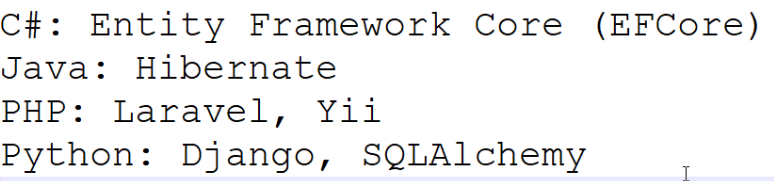 C#: Entity Framework Core (EFCore)
Java: Hibernate
PHP: Laravel, Yii
Python: Django, SQLAlchemy